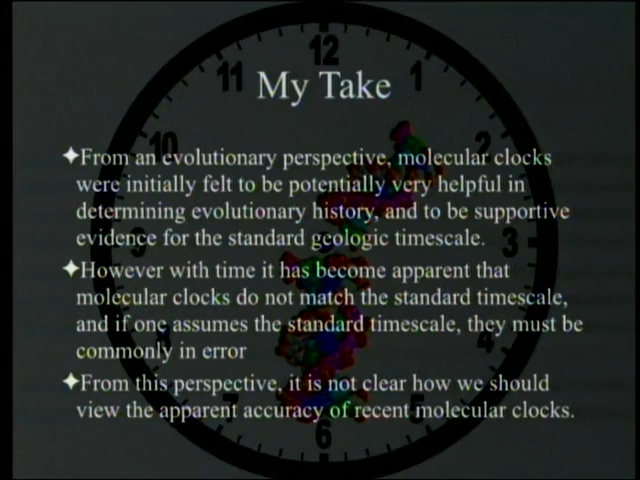 My Take
✦From an evolutionary perspective, molecular clocks
were initially felt to be potentially very helpful in
determining evolutionary history, and to be supportive
evidence for the standard geologic timescale.
✦However with time it has become apparent that
molecular clocks do not match the standard timescale,
and if one assumes the standard timescale, they must be
commonly in error
✦From this perspective, it is not clear how we should
view the apparent accuracy of recent molecular clocks.
12
11
1
10
2
3
4
5
6
7